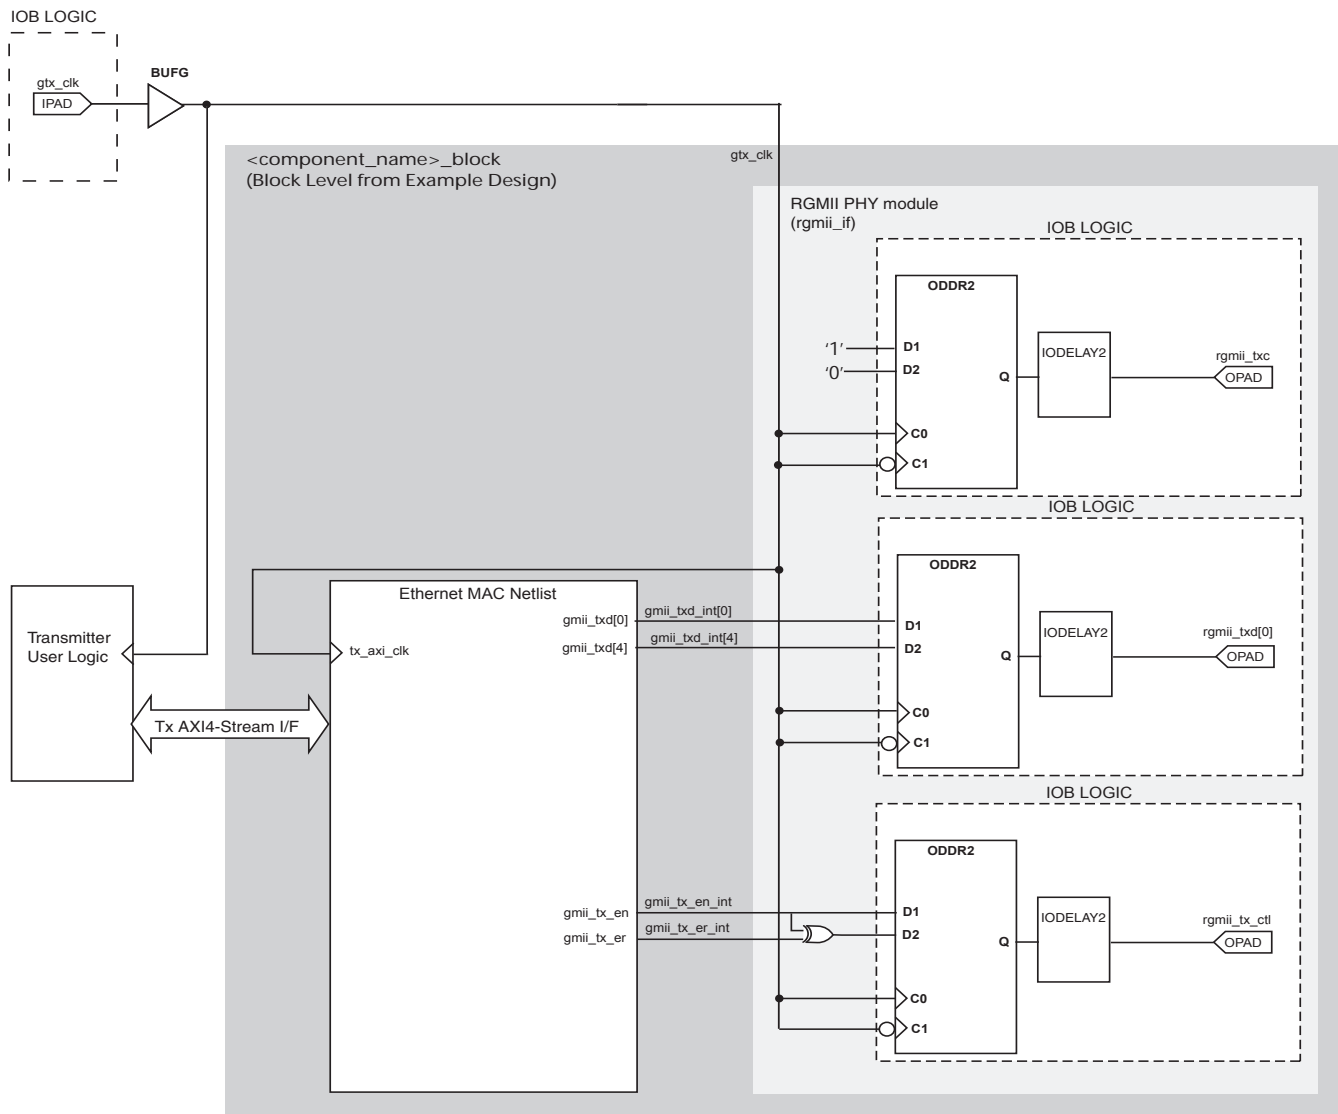 IOB LOGIC
gtx_clk
IPAD
BUFG
<component_name>_block
(Block Level from Example Design)
gtx_clk
RGMII PHY module
(rgmii_if)
IOB LOGIC
ODDR2
'1'
D1
'0'
D2
Q
IODELAY2
rgmii_txc
OPAD
C0
C1
IOB LOGIC
ODDR2
D1
D2
Q
IODELAY2
rgmii_txd[0]
OPAD
C0
C1
Transmitter
User Logic
Tx AXI4-Stream I/F
Ethernet MAC Netlist
tx_axi_clk
gmii_txd[0]
gmii_txd_int[0]
gmii_txd[4]
gmii_txd_int[4]
gmii_tx_en
gmii_tx_en_int
gmii_tx_er
gmii_tx_er_int
IOB LOGIC
ODDR2
D1
D2
Q
IODELAY2
rgmii_tx_ctl
OPAD
C0
C1